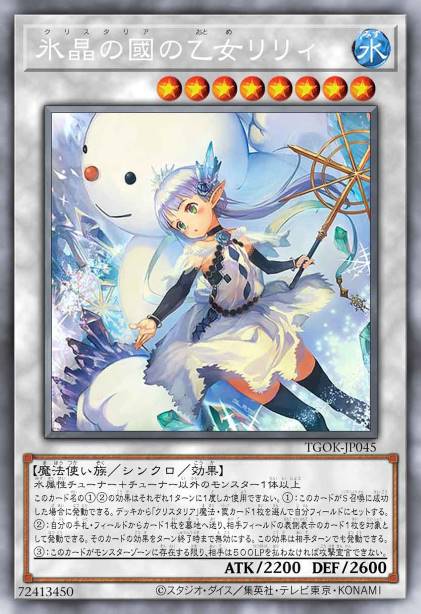 クリスタリア おとめ
氷晶の國の乙女リリィ
みず
水
TGOK-JP045
まほうつか ぞく こうか
【魔法使い族／シンクロ／効果】
水属性チューナー＋チューナー以外のモンスター1体以上
このカード名の①②の効果はそれぞれ1ターンに1度しか使用できない。①：このカードがS召喚に成功
した場合に発動できる。デッキから「クリスタリア」魔法・罠カード1枚を選んで自分フィールドにセットする。
②：自分の手札・フィールドからカード1枚を墓地へ送り、相手フィールドの表側表示のカード1枚を対象と
して発動できる。そのカードの効果をターン終了時まで無効にする。この効果は相手ターンでも発動できる。
③：このカードがモンスターゾーンに存在する限り、相手は500LPを払わなければ攻撃宣言できない。
ATK/2200 DEF/2600
72413450 ©スタジオ・ダイス／集英社・テレビ東京・KONAMI